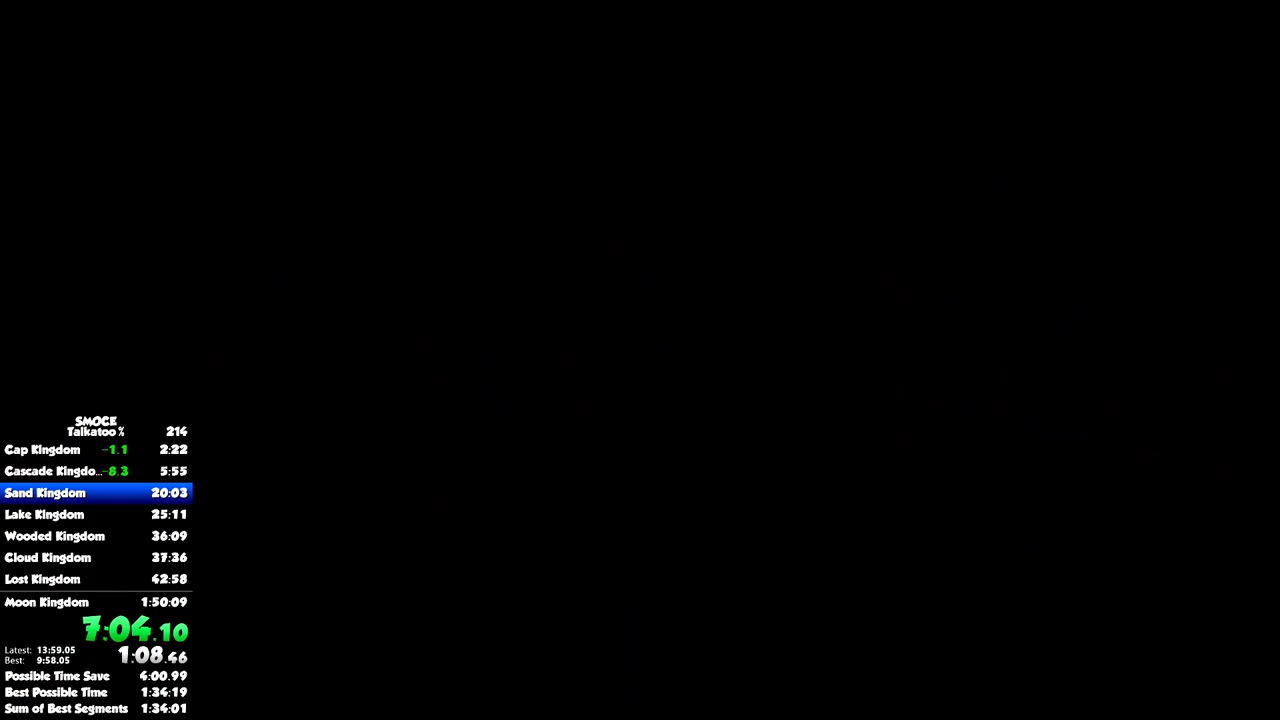 SMOCE
Talkatoo% 214
Cap Kingdom -1.1 2:22
Cascade Kingdo... -8.3 5:55
Sand Kingdom 20:03
Lake Kingdom 25:11
Wooded Kingdom 36:09
Cloud Kingdom 37:36
Lost Kingdom 42:58
Moon Kingdom 1:50:09
7:04.10
Latest: 13:59.05
Best: 9:58.05
1:08.46
Possible Time Save 4:00.99
Best Possible Time 1:34:19
Sum of Best Segments 1:34:01